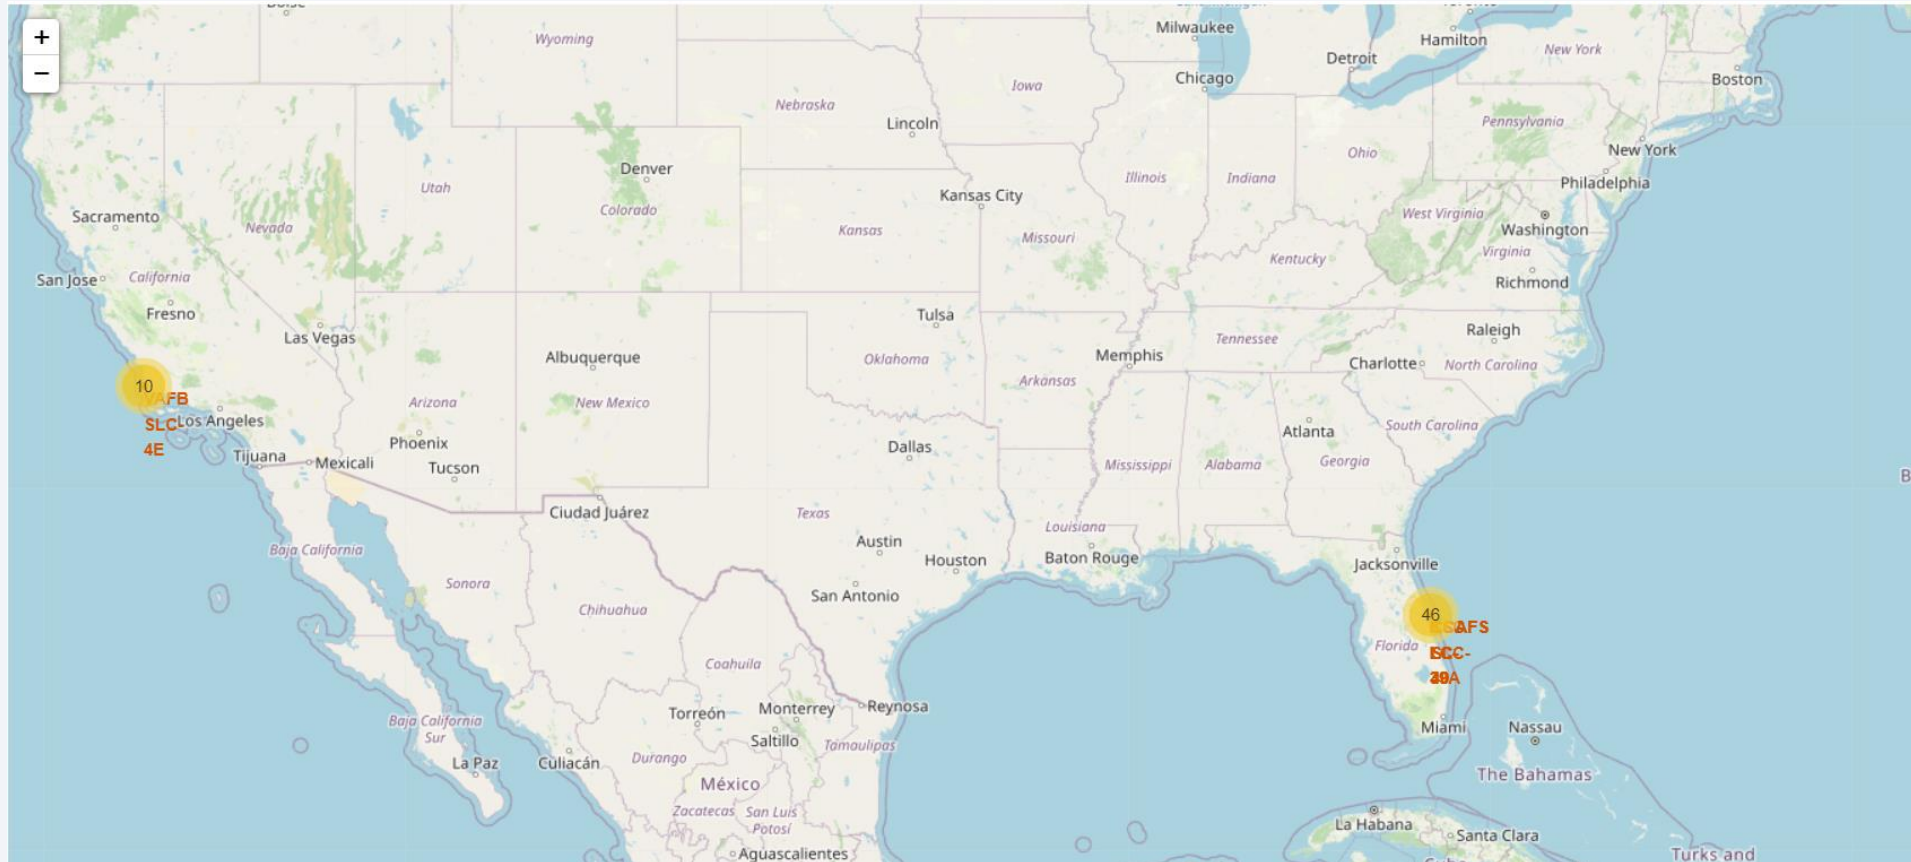 +
−
Boise
Wyoming
Milwaukee
Toronto
Hamilton
New York
Detroit
Chicago
Boston
Iowa
Nebraska
Lincoln
Pennsylvania
New York
Ohio
Denver
Utah
Colorado
Kansas City
Illinois
Indiana
Philadelphia
Sacramento
Nevada
Kansas
Missouri
West Virginia
Washington
Virginia
Kentucky
San Jose
California
Richmond
Fresno
Las Vegas
Tulsa
Raleigh
Albuquerque
Oklahoma
Memphis
Tennessee
Charlotte
North Carolina
10
VAFB
SLC-
4E
Los Angeles
Arizona
New Mexico
Arkansas
Phoenix
Dallas
Atlanta
South Carolina
Tijuana
Mexicali
Tucson
Mississippi
Alabama
Georgia
B
Ciudad Juárez
Texas
Louisiana
Baja California
Austin
Houston
Baton Rouge
Jacksonville
Sonora
San Antonio
Chihuahua
46
Florida
Coahuila
Torreón
Monterrey
Reynosa
Baja California
Sur
Saltillo
Tamaulipas
Miami
Nassau
La Paz
Culiacán
Durango
México
The Bahamas
Zacatecas
San Luis
Potosí
La Habana
Santa Clara
Aguascalientes
Turks and